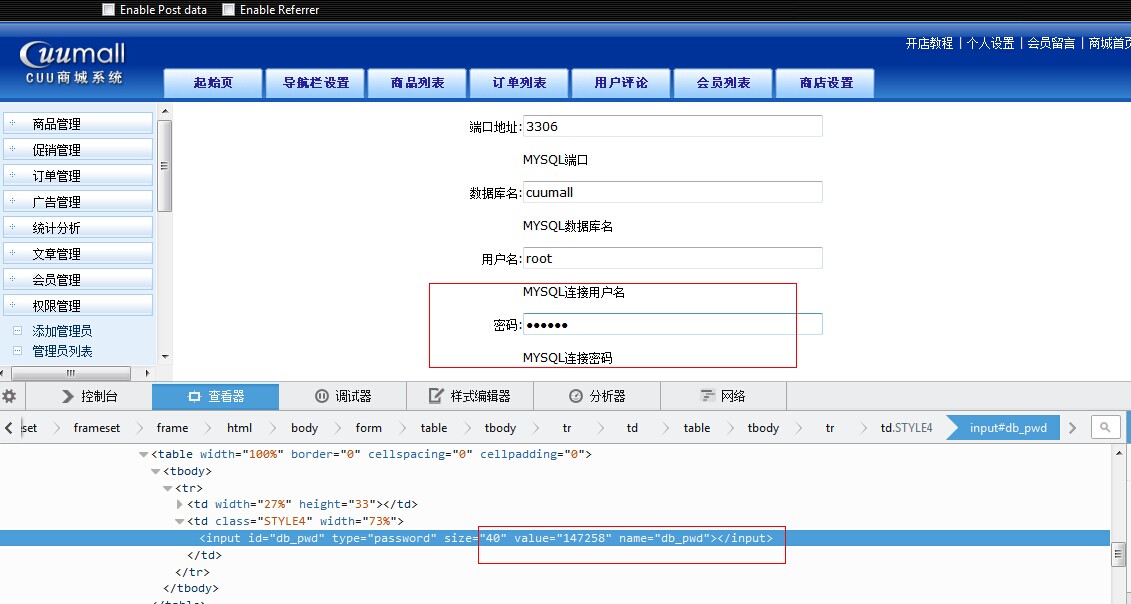 Enable Post data Enable Referrer
Cuumall
CUU商城系统
开店教程 | 个人设置 | 会员留言 | 商城首页
起始页 导航栏设置 商品列表 订单列表 用户评论 会员列表 商店设置
商品管理
促销管理
订单管理
广告管理
统计分析
文章管理
会员管理
权限管理
添加管理员
管理员列表
端口地址: 3306
MYSQL端口
数据库名: cuumall
MYSQL数据库名
用户名: root
MYSQL连接用户名
密码: ●●●●●●
MYSQL连接密码
控制台 查看器 调试器 样式编辑器 分析器 网络
set frameset frame html body form table tbody tr td table tbody tr td.STYLE4 input#db_pwd
<table width="100%" border="0" cellspacing="0" cellpadding="0">
<tbody>
<tr>
<td width="27%" height="33"></td>
<td class="STYLE4" width="73%">
<input id="db_pwd" type="password" size="40" value="147258" name="db_pwd"></input>
</td>
</tr>
</tbody>
</table>